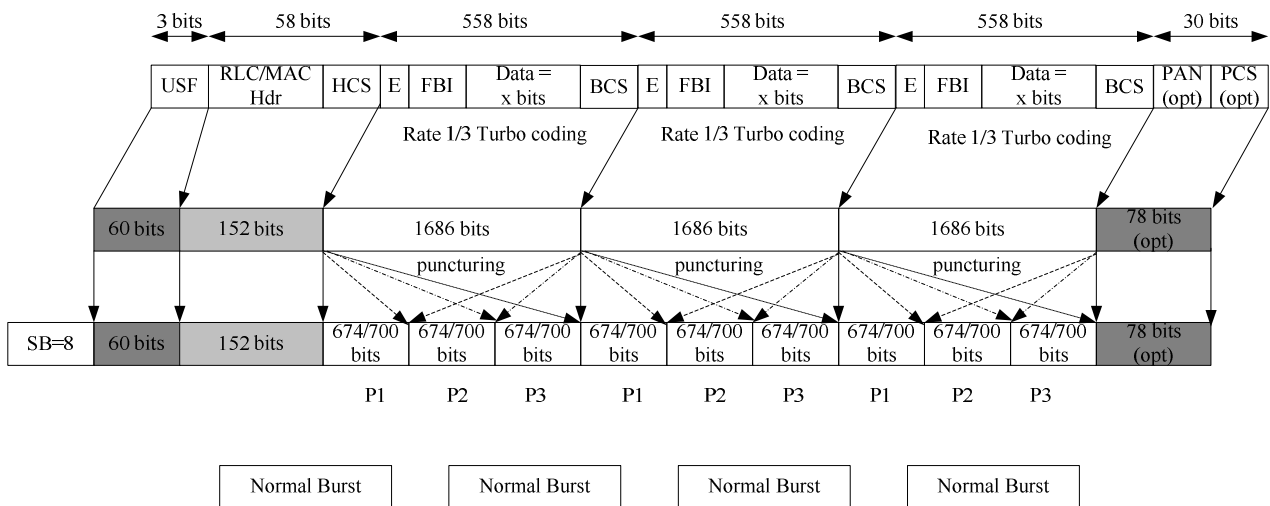 3 bits 58 bits 558 bits 558 bits 558 bits 30 bits
USF RLC/MAC Hdr HCS E FBI Data = x bits BCS E FBI Data = x bits BCS E FBI Data = x bits BCS PAN (opt) PCS (opt)
Rate 1/3 Turbo coding Rate 1/3 Turbo coding Rate 1/3 Turbo coding
60 bits 152 bits 1686 bits 1686 bits 1686 bits 78 bits (opt)
puncturing puncturing puncturing
SB=8 60 bits 152 bits 674/700 bits 674/700 bits 674/700 bits 674/700 bits 674/700 bits 674/700 bits 674/700 bits 674/700 bits 674/700 bits 78 bits (opt)
P1 P2 P3 P1 P2 P3 P1 P2 P3
Normal Burst Normal Burst Normal Burst Normal Burst